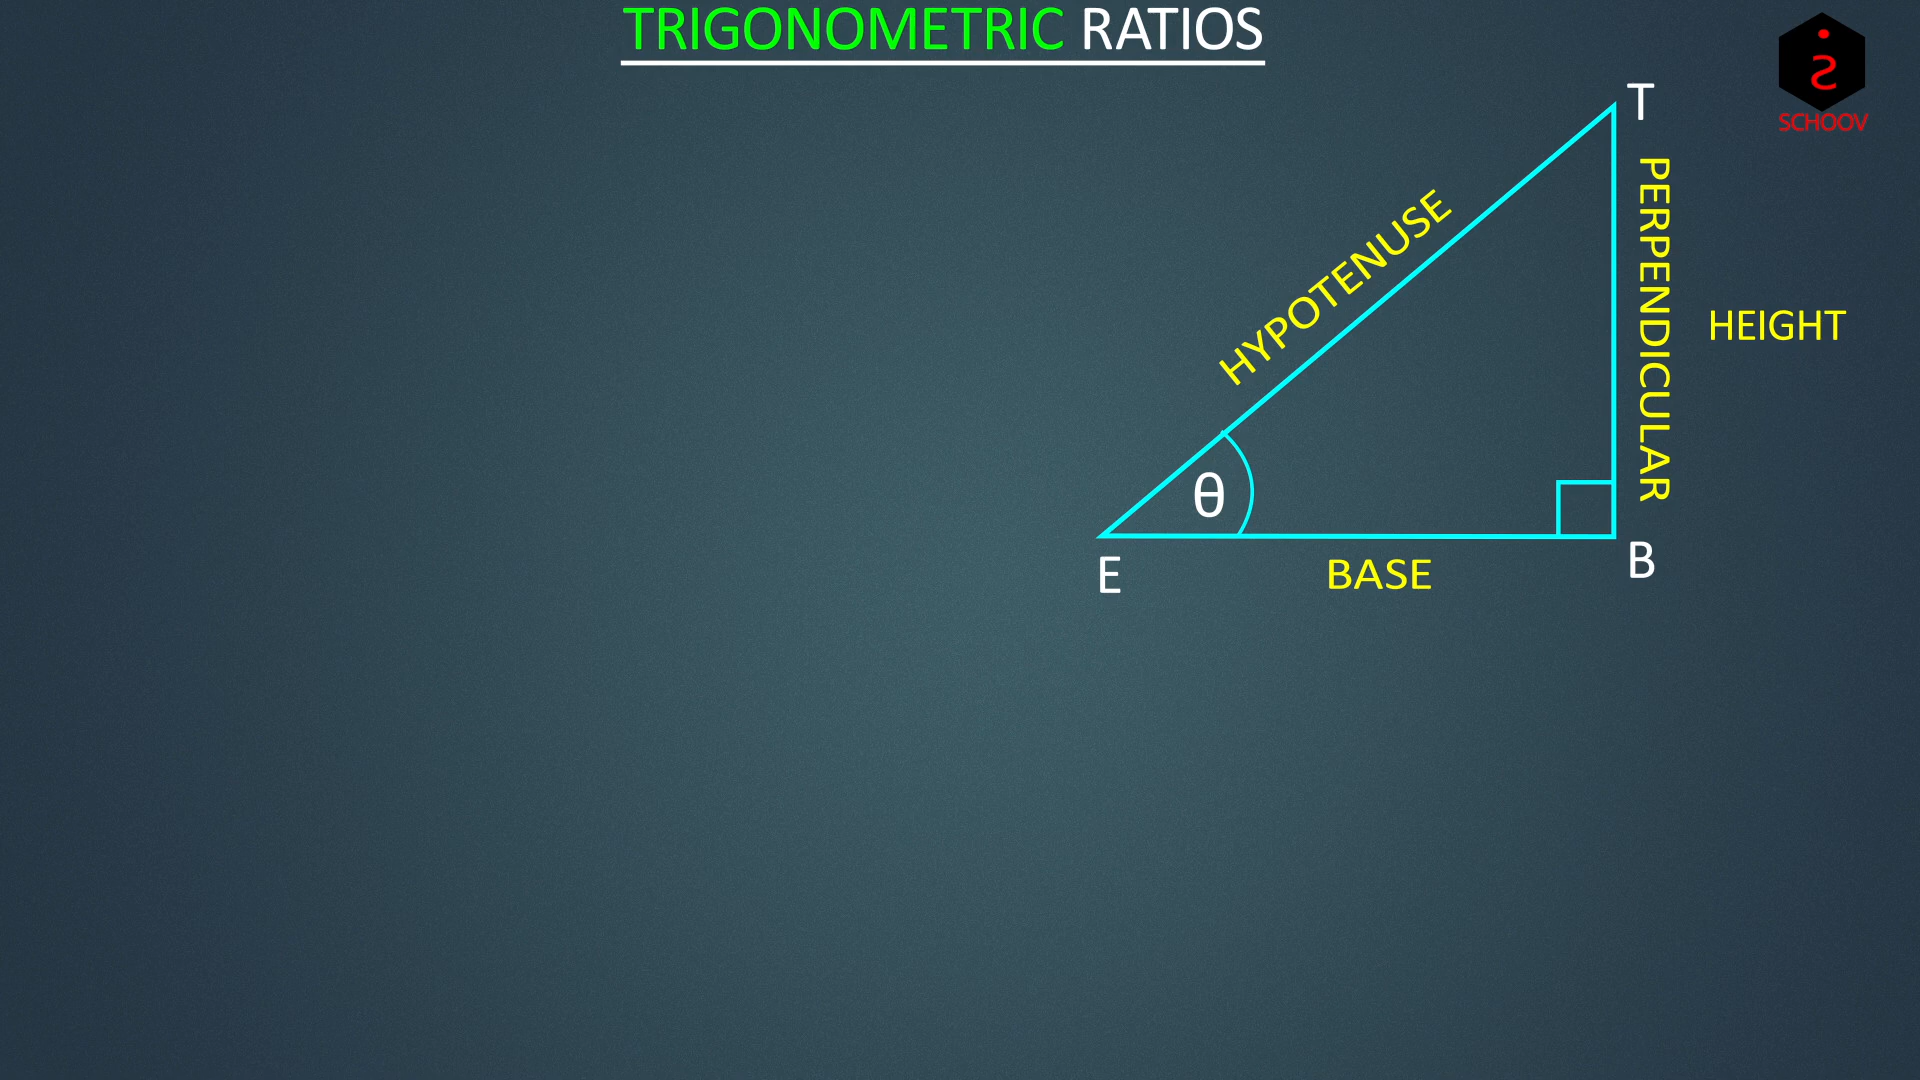 TRIGONOMETRIC RATIOS
SCHOOV
T
PERPENDICULAR
HYPOTENUSE
HEIGHT
θ
E
BASE
B